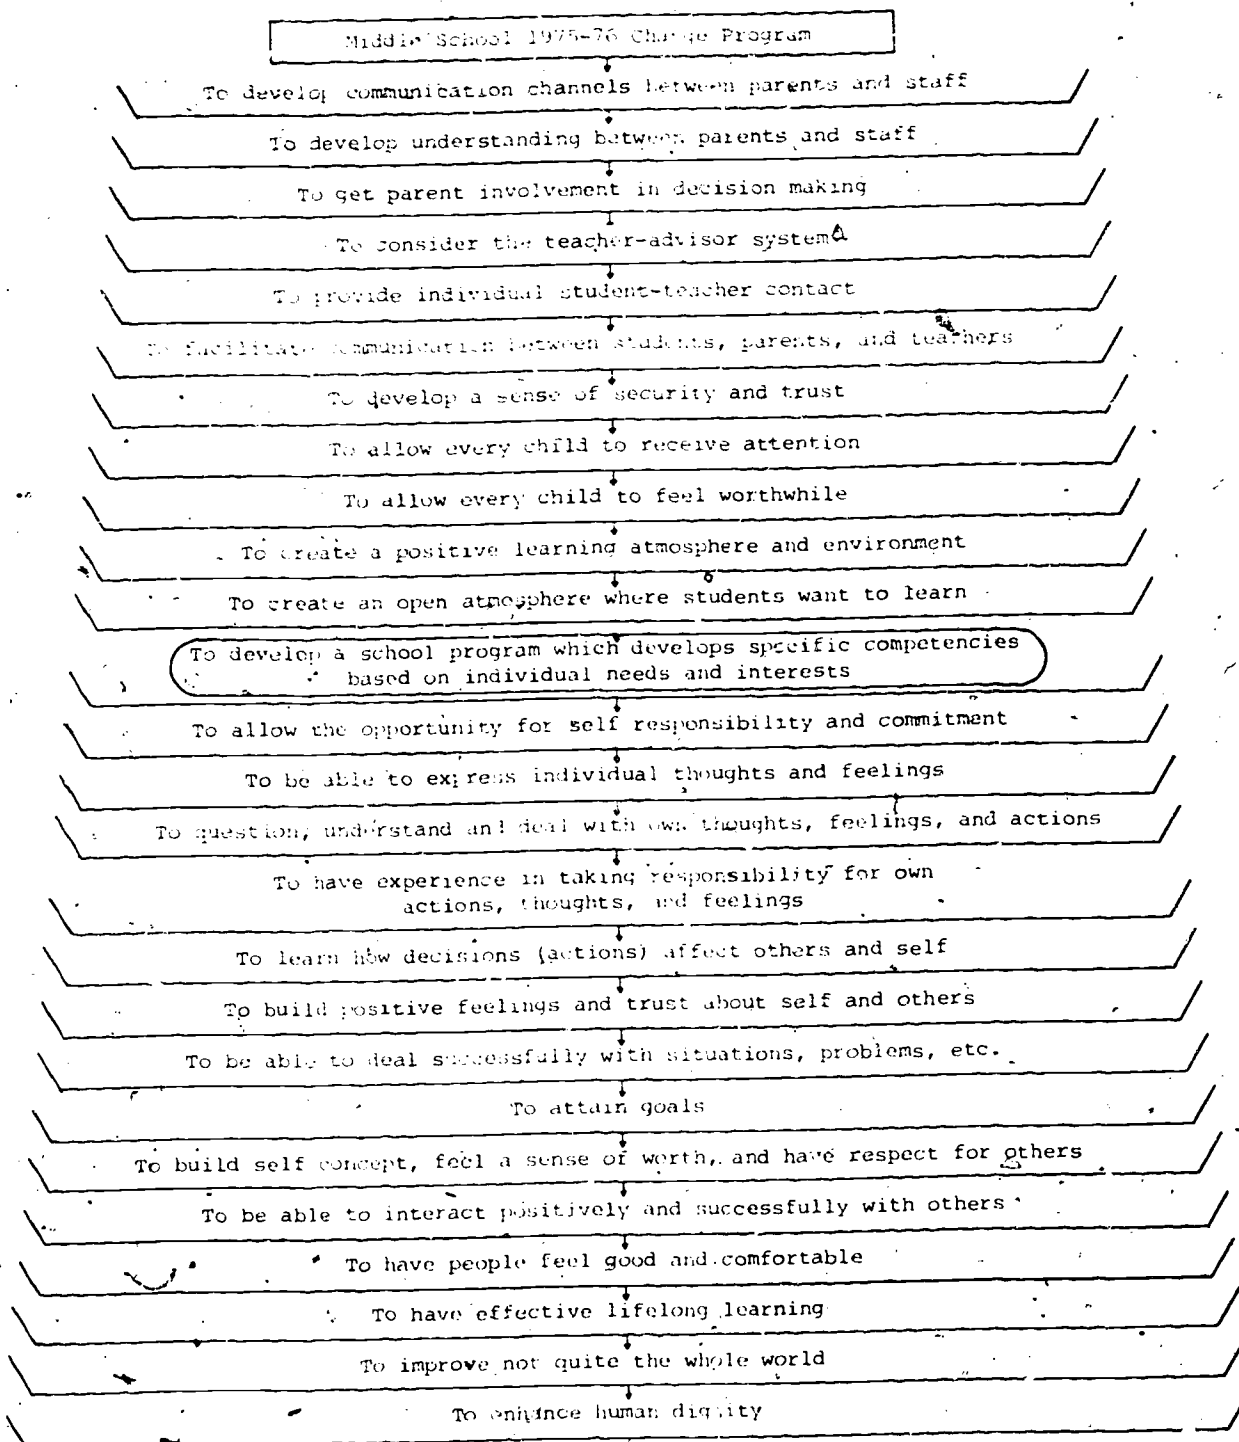 Middle School 1975-76 Change Program
To develop communication channels between parents and staff
To develop understanding between parents and staff
To get parent involvement in decision making
To consider the teacher-advisor system
To provide individual student-teacher contact
To facilitate communication between students, parents, and teachers
To develop a sense of security and trust
To allow every child to receive attention
To allow every child to feel worthwhile
To create a positive learning atmosphere and environment
To create an open atmosphere where students want to learn
To develop a school program which develops specific competencies
based on individual needs and interests
To allow the opportunity for self responsibility and commitment
To be able to express individual thoughts and feelings
To question, understand and deal with own thoughts, feelings, and actions
To have experience in taking responsibility for own
actions, thoughts, and feelings
To learn how decisions (actions) affect others and self
To build positive feelings and trust about self and others
To be able to deal successfully with situations, problems, etc.
To attain goals
To build self concept, feel a sense of worth, and have respect for others
To be able to interact positively and successfully with others
To have people feel good and comfortable
To have effective lifelong learning
To improve not quite the whole world
To enhance human dignity